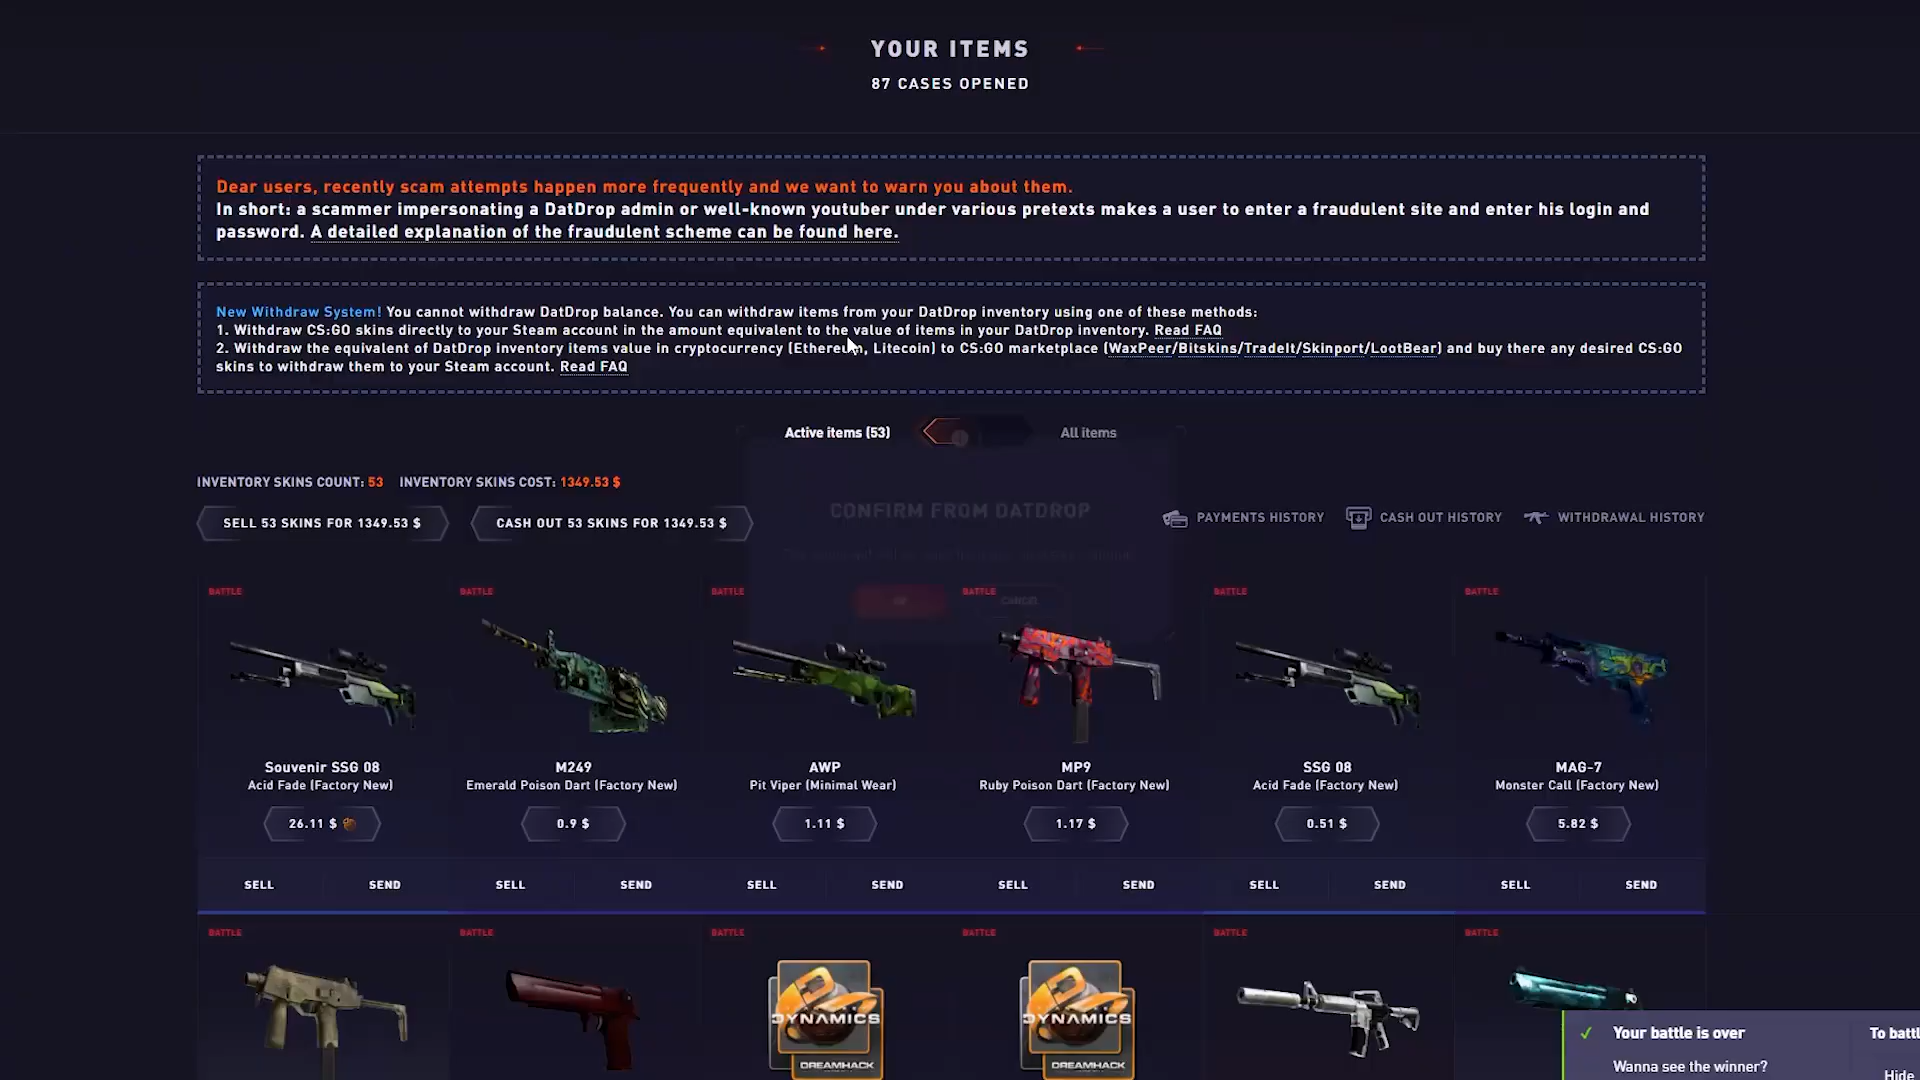 YOUR ITEMS
87 CASES OPENED
Dear users, recently scam attempts happen more frequently and we want to warn you about them.
In short: a scammer impersonating a DatDrop admin or well-known youtuber under various pretexts makes a user to enter a fraudulent site and enter his login and
password. A detailed explanation of the fraudulent scheme can be found here.
New Withdraw System! You cannot withdraw DatDrop balance. You can withdraw items from your DatDrop inventory using one of these methods:
1. Withdraw CS:GO skins directly to your Steam account in the amount equivalent to the value of items in your DatDrop inventory. Read FAQ
2. Withdraw the equivalent of DatDrop inventory items value in cryptocurrency (Ethereum, Litecoin) to CS:GO marketplace (WaxPeer/Bitskins/TradeIt/Skinport/LootBear) and buy there any desired CS:GO
skins to withdraw them to your Steam account. Read FAQ
Active items (53) All items
INVENTORY SKINS COUNT: 53 INVENTORY SKINS COST: 1349.53 $
CONFIRM FROM DATDROP
SELL 53 SKINS FOR 1349.53 $ CASH OUT 53 SKINS FOR 1349.53 $ PAYMENTS HISTORY CASH OUT HISTORY WITHDRAWAL HISTORY
BATTLE BATTLE BATTLE BATTLE BATTLE BATTLE
CANCEL
Souvenir SSG 08 M249 AWP MP9 SSG 08 MAG-7
Acid Fade (Factory New) Emerald Poison Dart (Factory New) Pit Viper (Minimal Wear) Ruby Poison Dart (Factory New) Acid Fade (Factory New) Monster Call (Factory New)
26.11 $ 0.9 $ 1.11 $ 1.17 $ 0.51 $ 5.82 $
SELL SEND SELL SEND SELL SEND SELL SEND SELL SEND SELL SEND
BATTLE BATTLE BATTLE BATTLE BATTLE BATTLE
DYNAMICS DYNAMICS
DREAMHACK DREAMHACK
Your battle is over To battl
Wanna see the winner? Hide